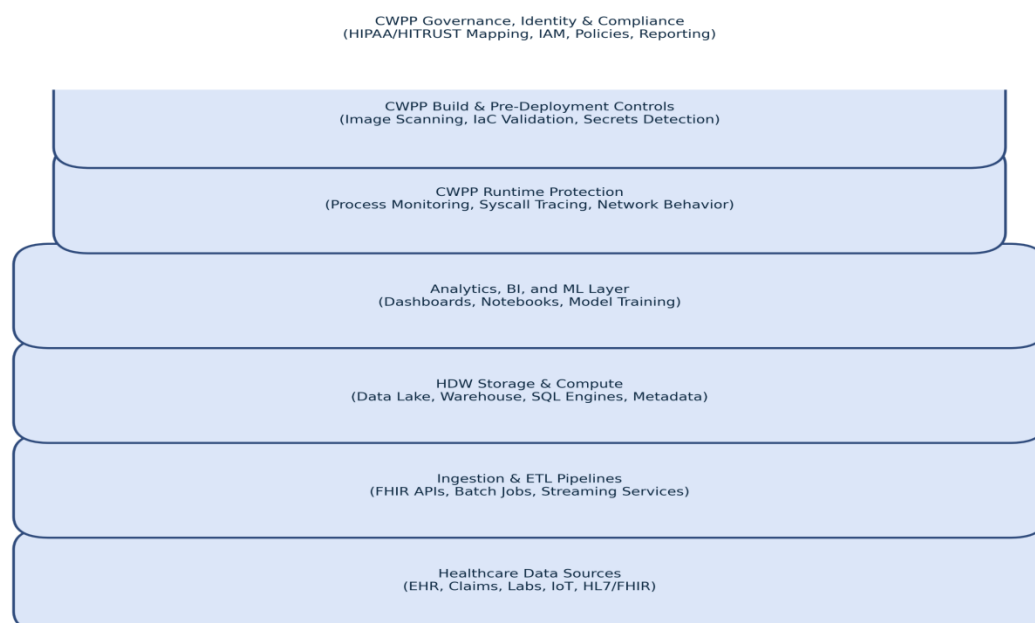 CWPP Governance, Identity & Compliance
(HIPAA/HITRUST Mapping, IAM, Policies, Reporting)
CWPP Build & Pre-Deployment Controls
(Image Scanning, IaC Validation, Secrets Detection)
CWPP Runtime Protection
(Process Monitoring, Syscall Tracing, Network Behavior)
Analytics, BI, and ML Layer
(Dashboards, Notebooks, Model Training)
HDW Storage & Compute
(Data Lake, Warehouse, SQL Engines, Metadata)
Ingestion & ETL Pipelines
(FHIR APIs, Batch Jobs, Streaming Services)
Healthcare Data Sources
(EHR, Claims, Labs, IoT, HL7/FHIR)